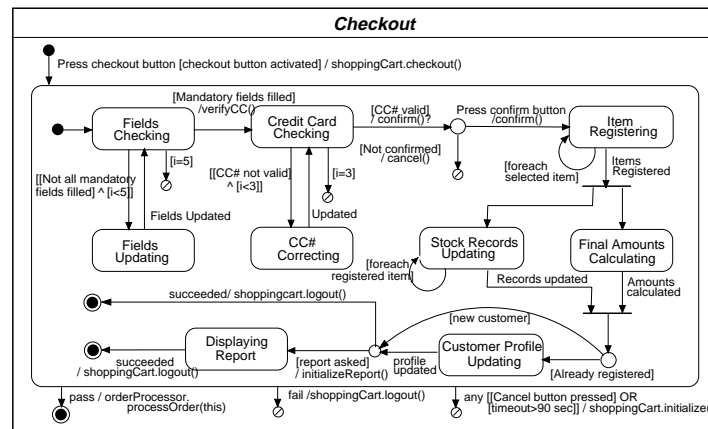 Checkout
Press checkout button [checkout button activated] / shoppingCart.checkout()
[Mandatory fields filled]
/verifyCC()
[CC# valid]
/ confirm()?
Press confirm button
/confirm()
Fields
Checking
Credit Card
Checking
Item
Registering
[Not confirmed]
/ cancel()
[i=5]
[i=3]
[foreach
selected item]
Items
Registered
[[Not all mandatory
fields filled] ^ [i<5]]
[[CC# not valid]
^ [i<3]]
Fields Updated
Updated
Fields
Updating
CC#
Correcting
Stock Records
Updating
Final Amounts
Calculating
[foreach
registered item]
Records updated
Amounts
calculated
succeeded/ shoppingcart.logout()
[new customer]
Displaying
Report
[report asked]
/ initializeReport()
profile
updated
Customer Profile
Updating
[Already registered]
succeeded
/ shoppingCart.logout()
pass / orderProcessor.
processOrder(this)
fail /shoppingCart.logout()
any [[Cancel button pressed] OR
[timeout>90 sec]] / shoppingCart.initialize